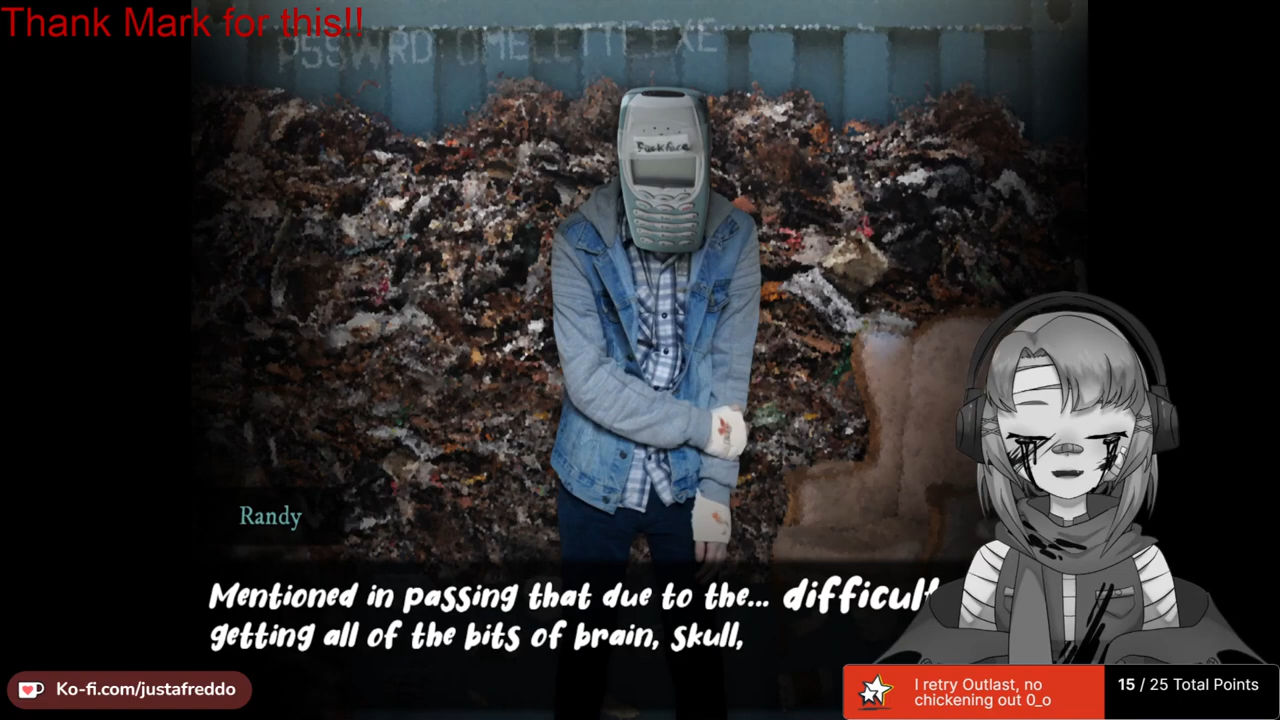 Thank Mark for this!!
PSSWRD: OMELETTE.EXE
Fuckface
Randy
Mentioned in passing that due to the... difficult
getting all of the bits of brain, skull,
Ko-fi.com/justafreddo
I retry Outlast, no
chickening out 0_o
15 / 25 Total Points